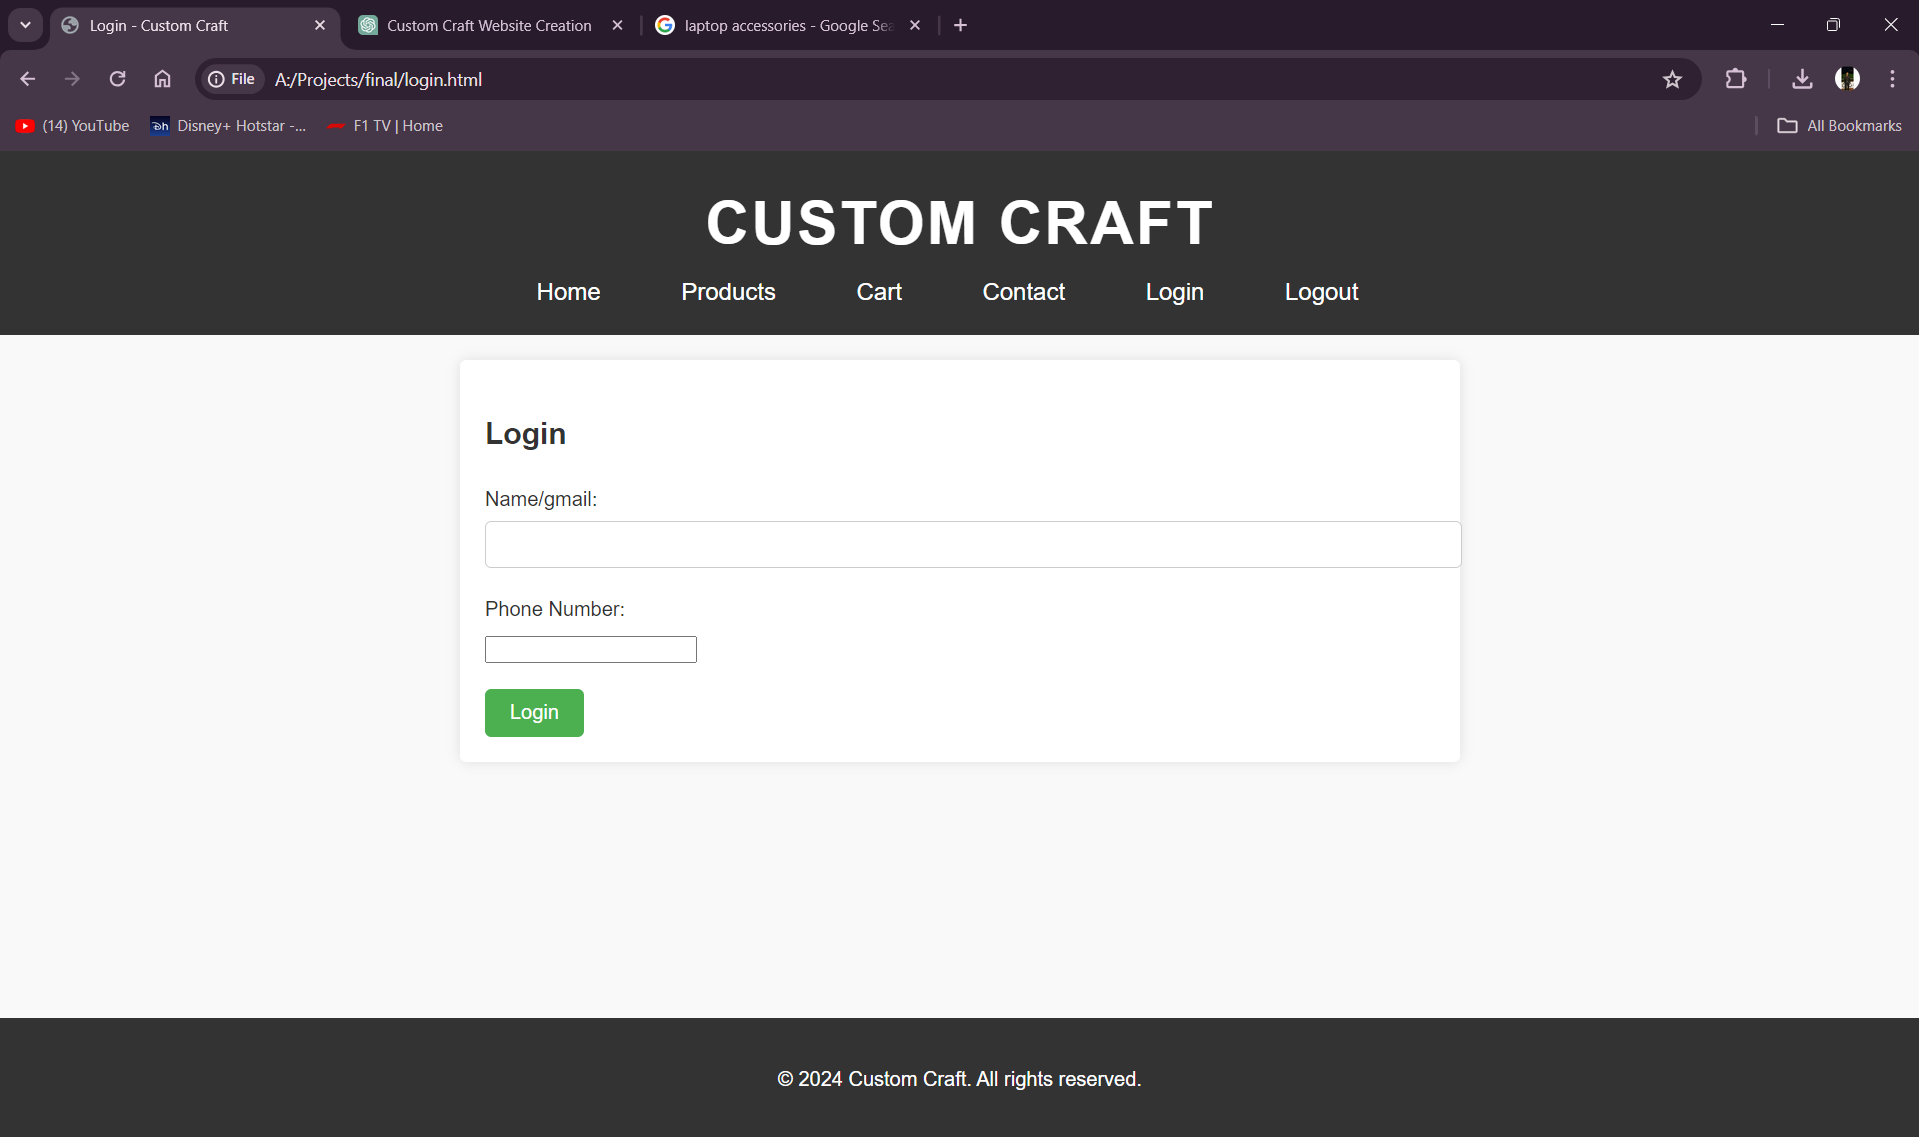 Login - Custom Craft
Custom Craft Website Creation
laptop accessories - Google Sea
File
A:/Projects/final/login.html
(14) YouTube
Disney+ Hotstar -...
F1 TV | Home
All Bookmarks
CUSTOM CRAFT
Home
Products
Cart
Contact
Login
Logout
Login
Name/gmail:
Phone Number:
Login
© 2024 Custom Craft. All rights reserved.